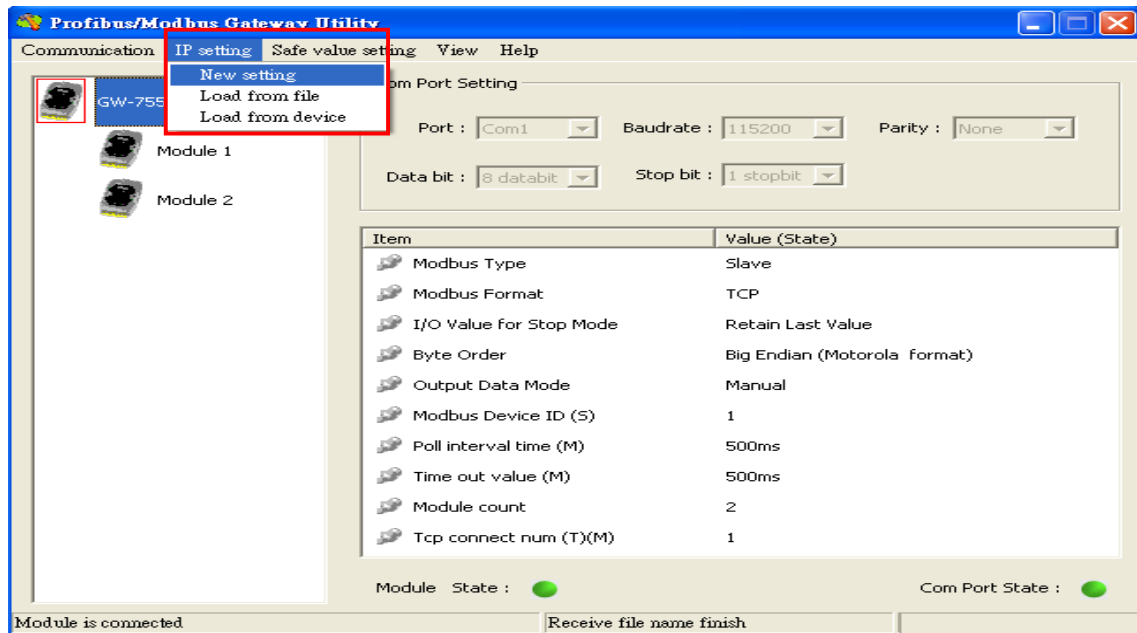 Profibus/Modbus Gateway Utility
Communication IP setting Safe value setting View Help
New setting
Load from file
Load from device
GW-755
Module 1
Module 2
om Port Setting
Port : Com1 Baudrate : 115200 Parity : None
Data bit : 8 databit Stop bit : 1 stopbit
Item Value (State)
Modbus Type Slave
Modbus Format TCP
I/O Value for Stop Mode Retain Last Value
Byte Order Big Endian (Motorola format)
Output Data Mode Manual
Modbus Device ID (S) 1
Poll interval time (M) 500ms
Time out value (M) 500ms
Module count 2
Tcp connect num (T)(M) 1
Module State : Com Port State :
Module is connected Receive file name finish